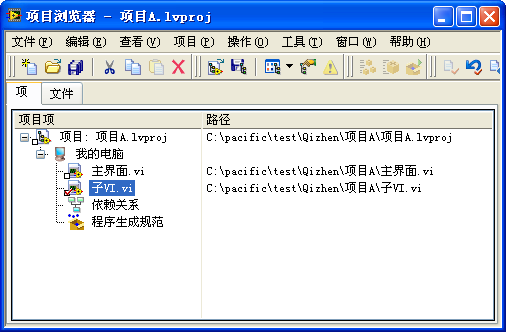 项目浏览器 - 项目A.lvproj
文件(F) 编辑(E) 查看(V) 项目(P) 操作(O) 工具(T) 窗口(W) 帮助(H)
项 文件
项目项 路径
项目: 项目A.lvproj C:\pacific\test\Qizhen\项目A\项目A.lvproj
我的电脑
主界面.vi C:\pacific\test\Qizhen\项目A\主界面.vi
子VI.vi C:\pacific\test\Qizhen\项目A\子VI.vi
依赖关系
程序生成规范